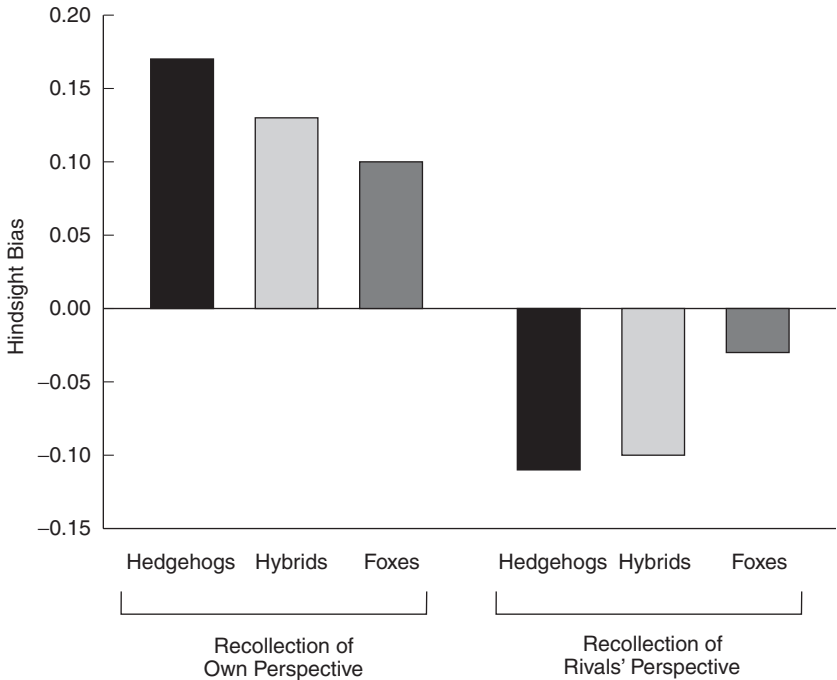 0.20
0.15
0.10
0.05
0.00
−0.05
−0.10
−0.15
Hindsight Bias
Hedgehogs Hybrids Foxes Hedgehogs Hybrids Foxes
Recollection of
Own Perspective
Recollection of
Rivals’ Perspective